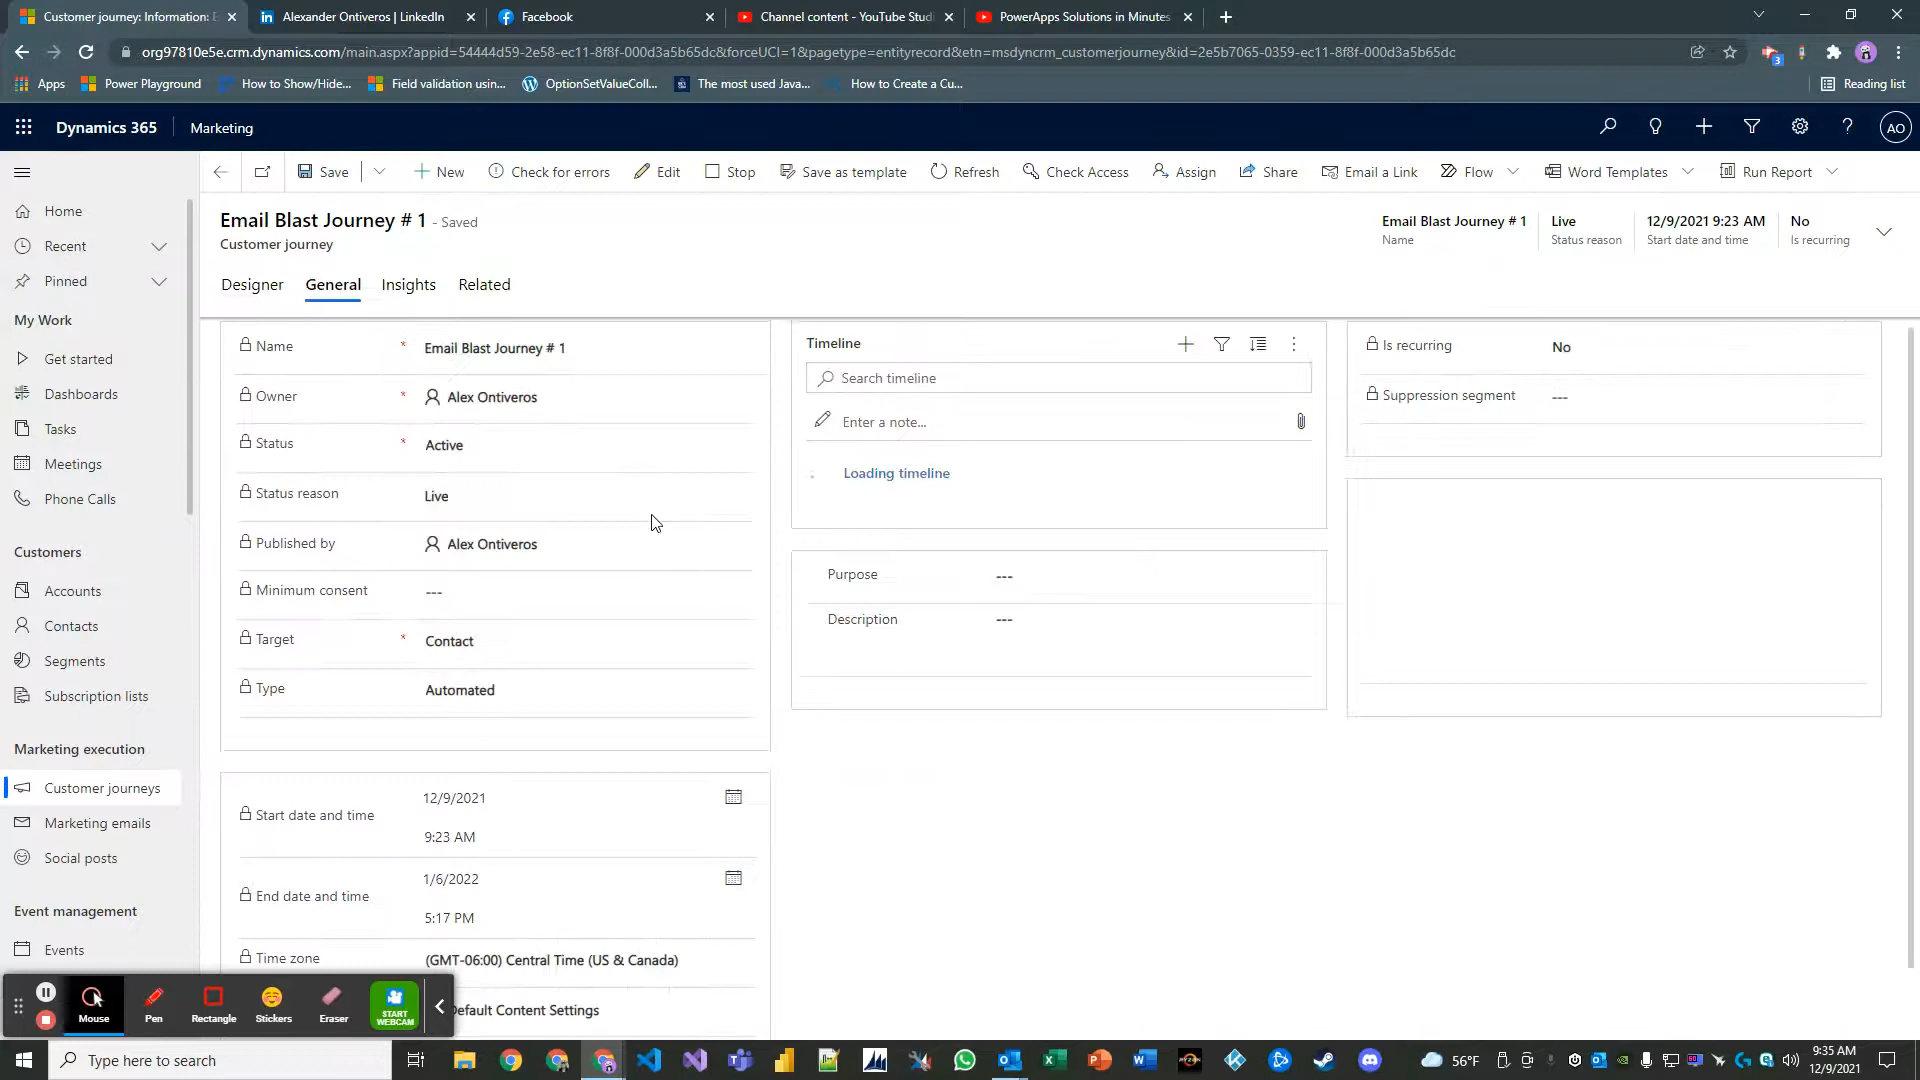 Customer journey: Information: E
Alexander Ontiveros | LinkedIn
Facebook
Channel content - YouTube Studi
PowerApps Solutions in Minutes
org97810e5e.crm.dynamics.com/main.aspx?appid=54444d59-2e58-ec11-8f8f-000d3a5b65dc&forceUCI=1&pagetype=entityrecord&etn=msdyncrm_customerjourney&id=2e5b7065-0359-ec11-8f8f-000d3a5b65dc
3
Apps
Power Playground
How to Show/Hide...
Field validation usin...
OptionSetValueColl...
The most used Java...
How to Create a Cu...
Reading list
Dynamics 365
Marketing
AO
Save
New
Check for errors
Edit
Stop
Save as template
Refresh
Check Access
Assign
Share
Email a Link
Flow
Word Templates
Run Report
Email Blast Journey # 1 - Saved
Customer journey
Email Blast Journey # 1
Name
Live
Status reason
12/9/2021 9:23 AM
Start date and time
No
Is recurring
Designer
General
Insights
Related
Home
Recent
Pinned
My Work
Get started
Dashboards
Tasks
Meetings
Phone Calls
Customers
Accounts
Contacts
Segments
Subscription lists
Marketing execution
Customer journeys
Marketing emails
Social posts
Event management
Events
Name * Email Blast Journey # 1
Owner * Alex Ontiveros
Status * Active
Status reason Live
Published by Alex Ontiveros
Minimum consent ---
Target * Contact
Type Automated
Start date and time 12/9/2021
9:23 AM
End date and time 1/6/2022
5:17 PM
Time zone (GMT-06:00) Central Time (US & Canada)
Default Content Settings
Timeline
Search timeline
Enter a note...
Loading timeline
Purpose ---
Description ---
Is recurring No
Suppression segment ---
Mouse
Pen
Rectangle
Stickers
Eraser
START
WEBCAM
Type here to search
56°F
9:35 AM
12/9/2021